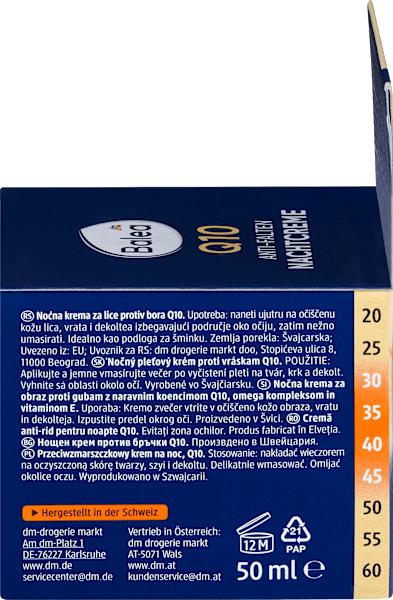 Balea
Q10
ANTI-FALTEN
NACHTCREME
RS Noćna krema za lice protiv bora Q10. Upotreba: naneti ujutru na očišćenu
kožu lica, vrata i dekoltea izbegavajući područje oko očiju, zatim nežno
umasirati. Idealno kao podloga za šminku. Zemlja porekla: Švajcarska;
Uvezeno iz: EU; Uvoznik za RS: dm drogerie markt doo, Stopićeva ulica 8,
11000 Beograd. SK Nočný pleťový krém proti vráskam Q10. POUŽITIE:
Aplikujte a jemne vmasírujte večer po vyčistení pleti na tvár, krk a dekolt.
Vyhnite sa oblasti okolo očí. Vyrobené vo Švajčiarsku. SI Nočna krema za
obraz proti gubam z naravnim koencimom Q10, omega kompleksom in
vitaminom E. Uporaba: Kremo zvečer vtrite v očiščeno kožo obraza, vratu
in dekolteja. Izogibajte se predelu okrog oči. Proizvedeno v Švici. RO Cremă
anti-rid pentru noapte Q10. Evitaţi zona ochilor. Produs fabricat în Elveţia.
BG Нощен крем против бръчки Q10. Произведено в Швейцария.
PL Przeciwzmarszczkowy krem na noc, Q10. Stosowanie: nakładać wieczorem
na oczyszczoną skórę twarzy, szyi i dekoltu. Delikatnie wmasować. Omijać
okolice oczu. Wyprodukowano w Szwajcarii.
Hergestellt in der Schweiz
dm-drogerie markt
Am dm-Platz 1
DE-76227 Karlsruhe
www.dm.de
servicecenter@dm.de
Vertrieb in Österreich:
dm drogerie markt
AT-5071 Wals
www.dm.at
kundenservice@dm.at
12 M
21
PAP
50 ml e
20
25
30
35
40
45
50
55
60